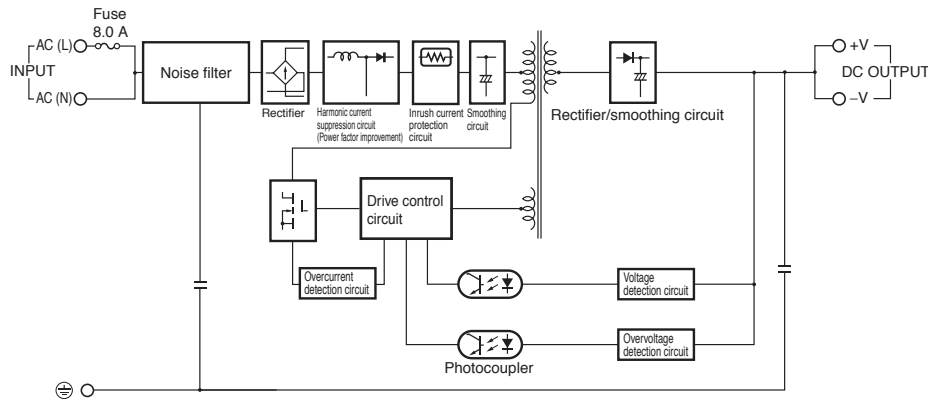 Fuse
8.0 A
AC (L)
INPUT
AC (N)
Noise filter
Rectifier
Harmonic current
suppression circuit
(Power factor improvement)
Inrush current
protection
circuit
Smoothing
circuit
Rectifier/smoothing circuit
+V
DC OUTPUT
−V
Drive control
circuit
Overcurrent
detection circuit
Voltage
detection circuit
Overvoltage
detection circuit
Photocoupler